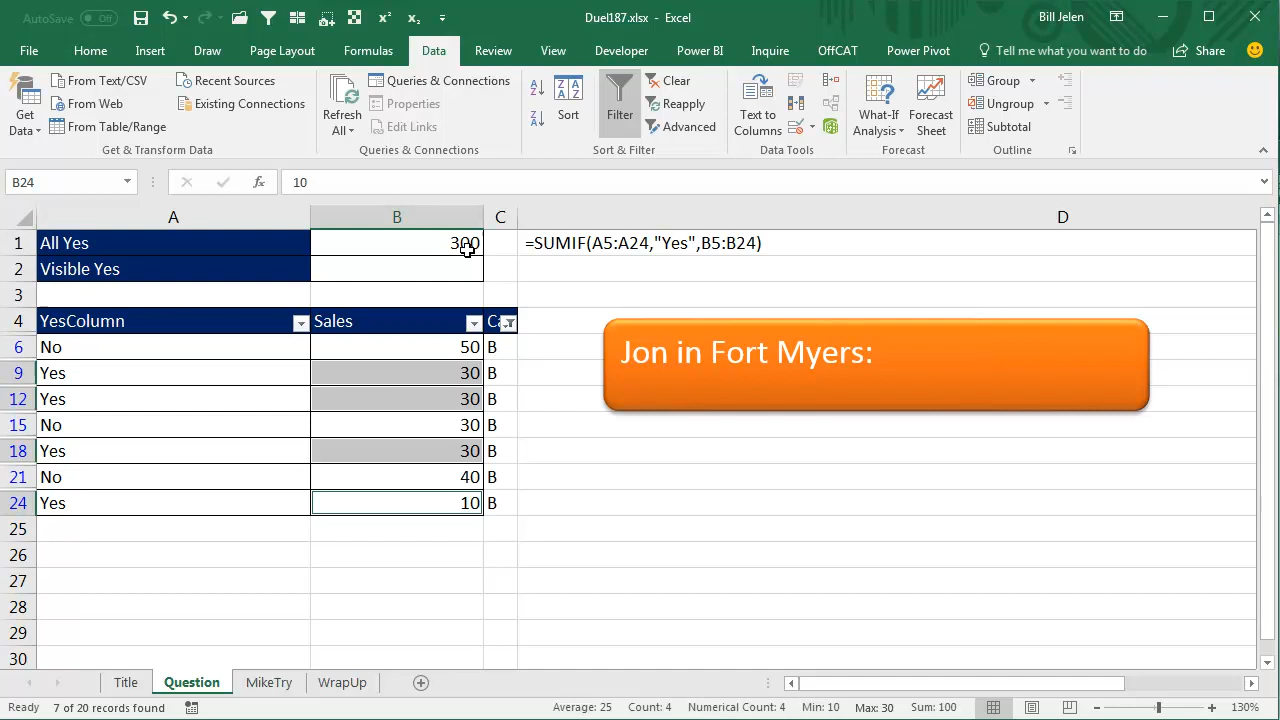 AutoSave Off
Duel187.xlsx - Excel
Bill Jelen
File Home Insert Draw Page Layout Formulas Data Review View Developer Power BI Inquire OffCAT Power Pivot Tell me what you want to do Share
Get Data
From Text/CSV
From Web
From Table/Range
Recent Sources
Existing Connections
Get & Transform Data
Refresh All
Queries & Connections
Properties
Edit Links
Queries & Connections
Sort
Filter
Clear
Reapply
Advanced
Sort & Filter
Text to Columns
Data Tools
What-If Analysis
Forecast Sheet
Forecast
Group
Ungroup
Subtotal
Outline
B24 fx 10
A B C D
1 All Yes 300 =SUMIF(A5:A24,"Yes",B5:B24)
2 Visible Yes
3
4 YesColumn Sales Ca
6 No 50 B
9 Yes 30 B
12 Yes 30 B
15 No 30 B
18 Yes 30 B
21 No 40 B
24 Yes 10 B
25
26
27
28
29
30
Jon in Fort Myers:
Title Question MikeTry WrapUp
Ready 7 of 20 records found Average: 25 Count: 4 Numerical Count: 4 Min: 10 Max: 30 Sum: 100 130%